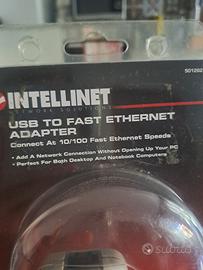 501202
INTELLINET
NETWORK SOLUTIONS
USB TO FAST ETHERNET
ADAPTER
Connect At 10/100 Fast Ethernet Speeds
• Add A Network Connection Without Opening Up Your PC
• Perfect For Both Desktop And Notebook Computers
subito